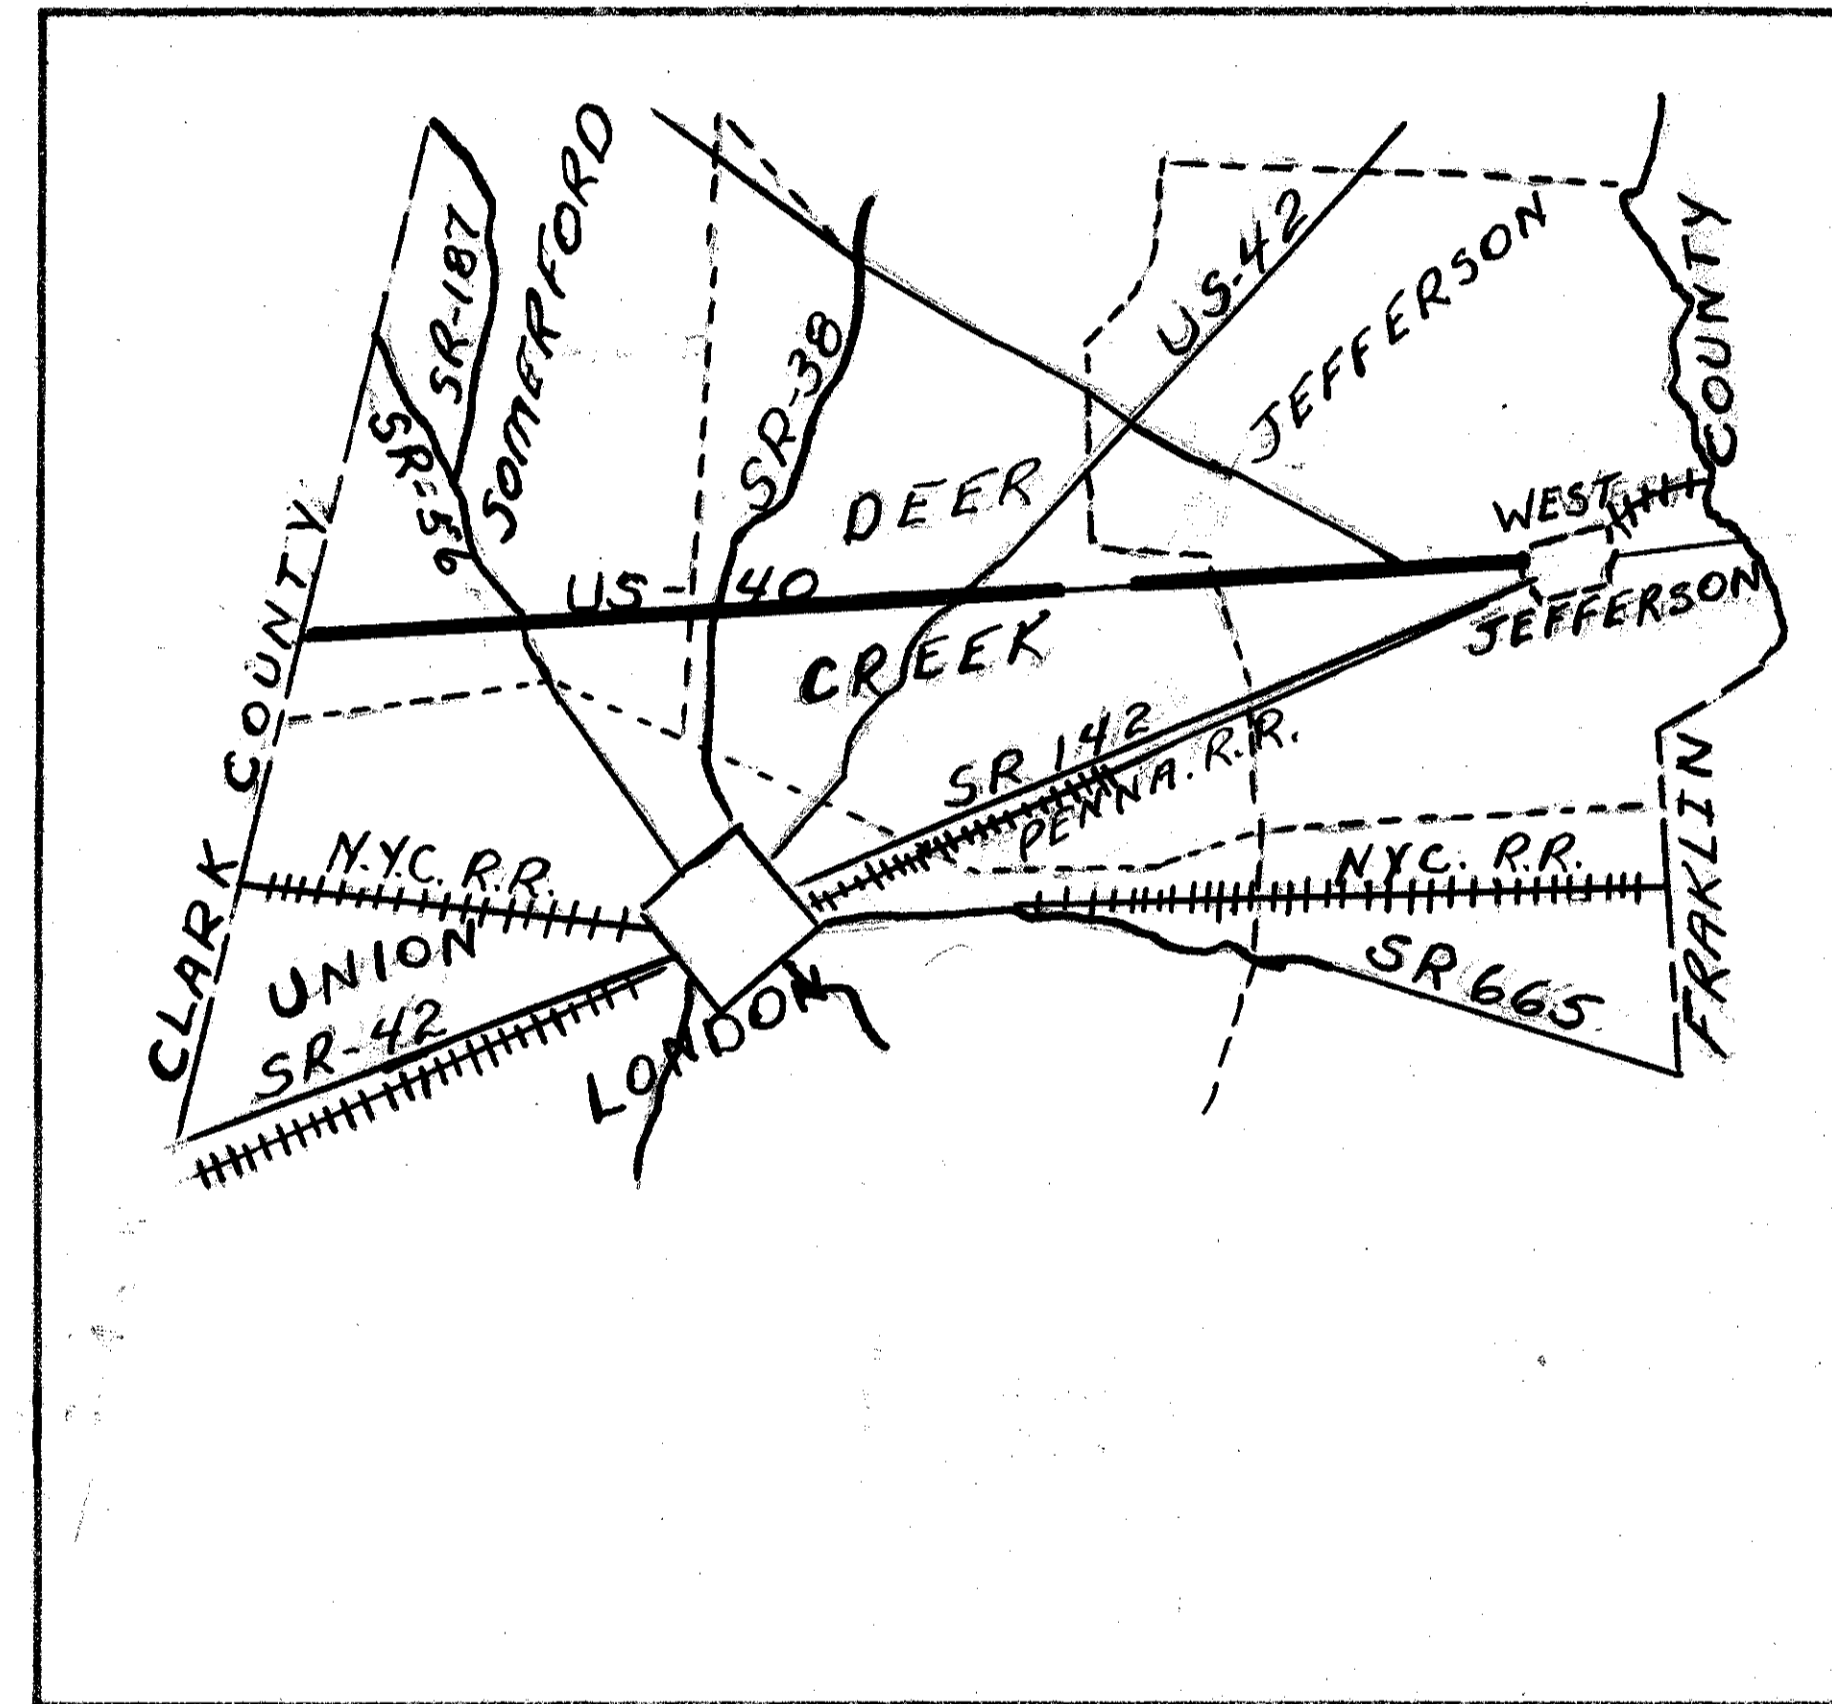 SOMERFORD
SR-187
SR-56
US-42
JEFFERSON
SR-38
DEER
CREEK
US-40
WEST
JEFFERSON
COUNTY
FRAKLIN
CLARK COUNTY
SR 142
PENNA. R.R.
N.Y.C. R.R.
N.Y.C. R.R.
UNION
SR-42
LONDON
SR 665